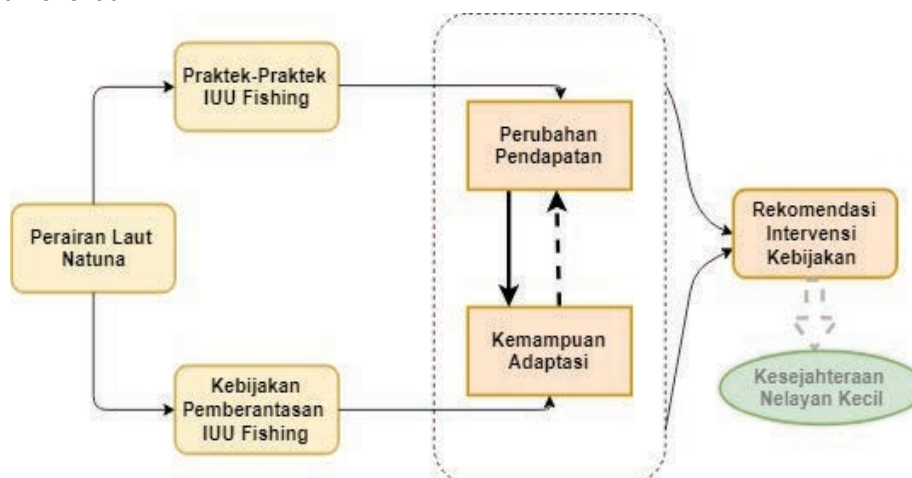 Praktek-Praktek
IUU Fishing
Perubahan
Pendapatan
Perairan Laut
Natuna
Rekomendasi
Intervensi
Kebijakan
Kemampuan
Adaptasi
Kebijakan
Pemberantasan
IUU Fishing
Kesejahteraan
Nelayan Kecil